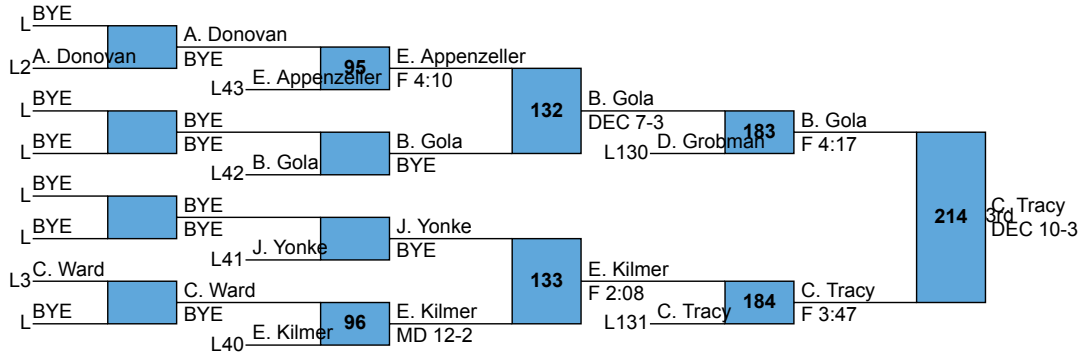 L BYE
L2 A. Donovan
A. Donovan
BYE
95
L43 E. Appenzeller
E. Appenzeller
F 4:10
L BYE
L BYE
BYE
BYE
L42 B. Gola
B. Gola
BYE
132
B. Gola
DEC 7-3
L130 D. Grobman
183
B. Gola
F 4:17
L BYE
L BYE
BYE
BYE
L41 J. Yonke
J. Yonke
BYE
L3 C. Ward
L BYE
C. Ward
BYE
96
L40 E. Kilmer
E. Kilmer
MD 12-2
133
E. Kilmer
F 2:08
L131 C. Tracy
184
C. Tracy
F 3:47
214
3rd
C. Tracy
DEC 10-3